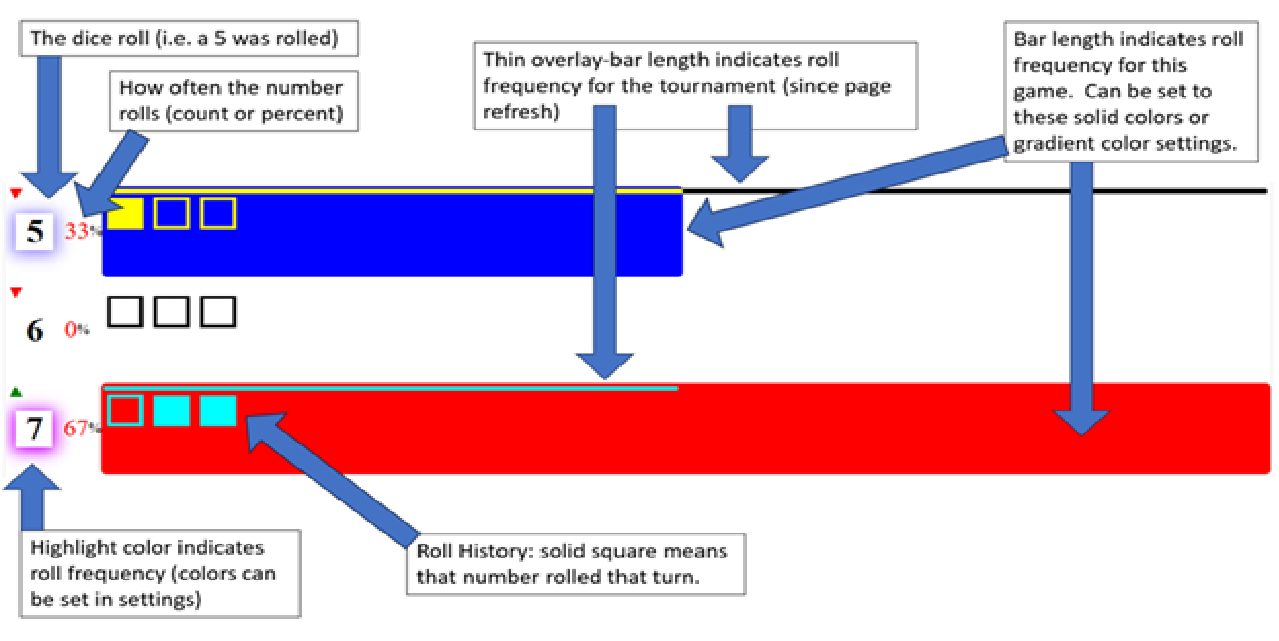 The dice roll (i.e. a 5 was rolled)
How often the number
rolls (count or percent)
Thin overlay-bar length indicates roll
frequency for the tournament (since page
refresh)
Bar length indicates roll
frequency for this
game.  Can be set to
these solid colors or
gradient color settings.
5 33%
6 0%
7 67%
Highlight color indicates
roll frequency (colors can
be set in settings)
Roll History: solid square means
that number rolled that turn.